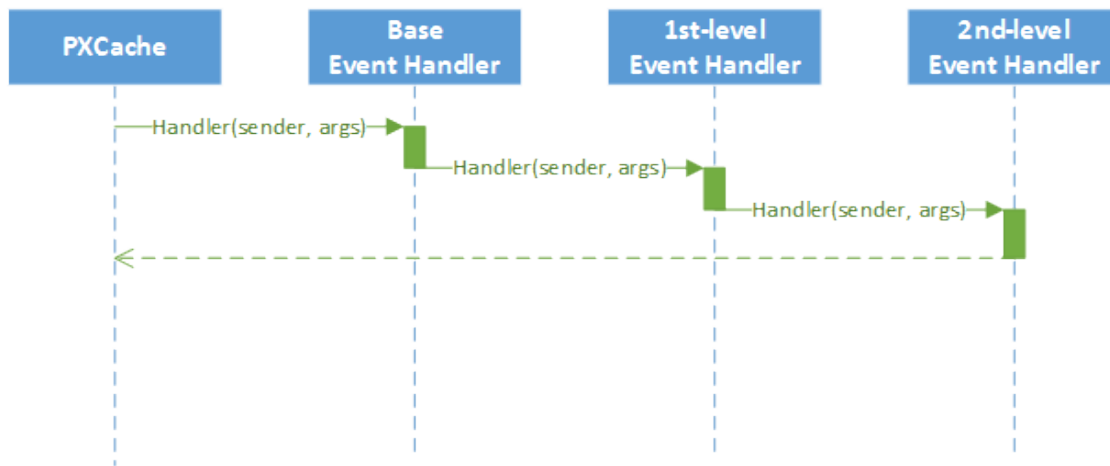 PXCache
Base
Event Handler
1st-level
Event Handler
2nd-level
Event Handler
Handler(sender, args)
Handler(sender, args)
Handler(sender, args)